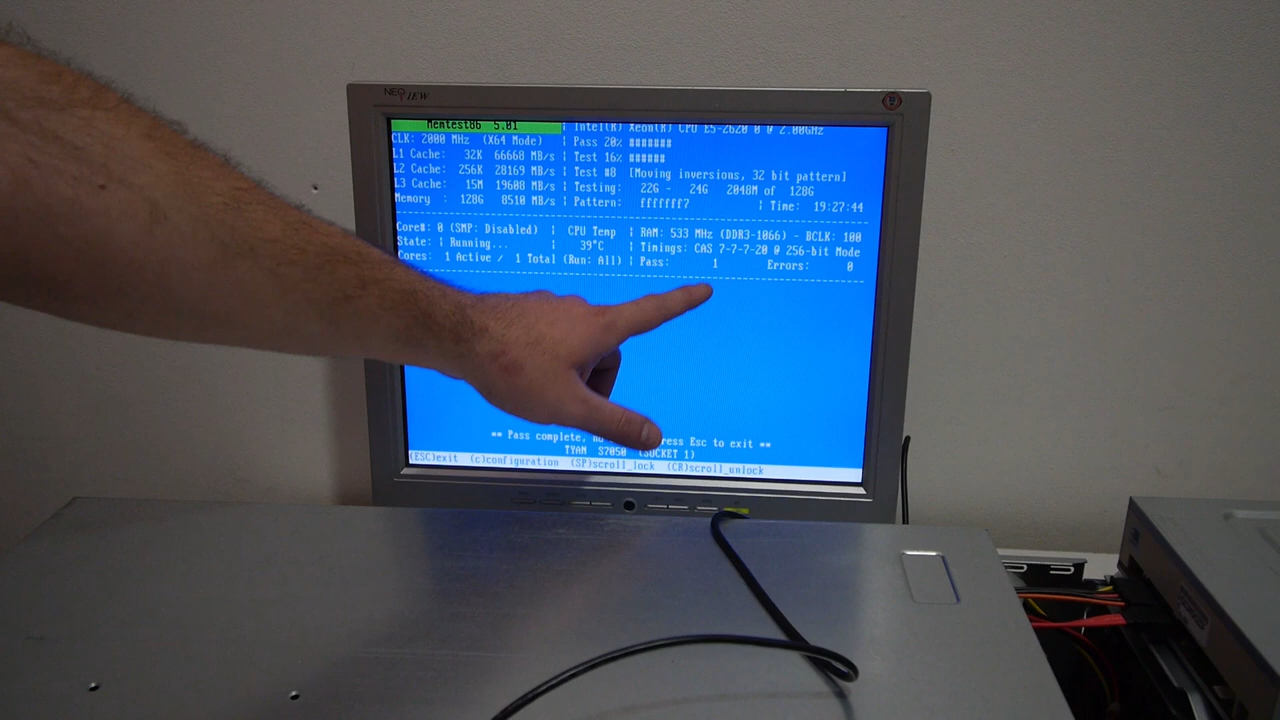 NEOVIEW
Memtest86 5.01 | Intel(R) Xeon(R) CPU E5-2620 0 @ 2.00GHz
CLK: 2000 MHz (X64 Mode) | Pass 20% #######
L1 Cache: 32K 66668 MB/s | Test 16% ######
L2 Cache: 256K 28169 MB/s | Test #8 [Moving inversions, 32 bit pattern]
L3 Cache: 15M 19608 MB/s | Testing: 22G - 24G 2048M of 128G
Memory : 128G 8510 MB/s | Pattern: fffffff7 | Time: 19:27:44
Core#: 0 (SMP: Disabled) | CPU Temp | RAM: 533 MHz (DDR3-1066) - BCLK: 100
State: | Running... | 39°C | Timings: CAS 7-7-7-20 @ 256-bit Mode
Cores: 1 Active / 1 Total (Run: All) | Pass: 1 Errors: 0
** Pass complete, ress Esc to exit **
TYAN S7050 (SOCKET 1)
(ESC)exit (c)configuration (SP)scroll_lock (CR)scroll_unlock